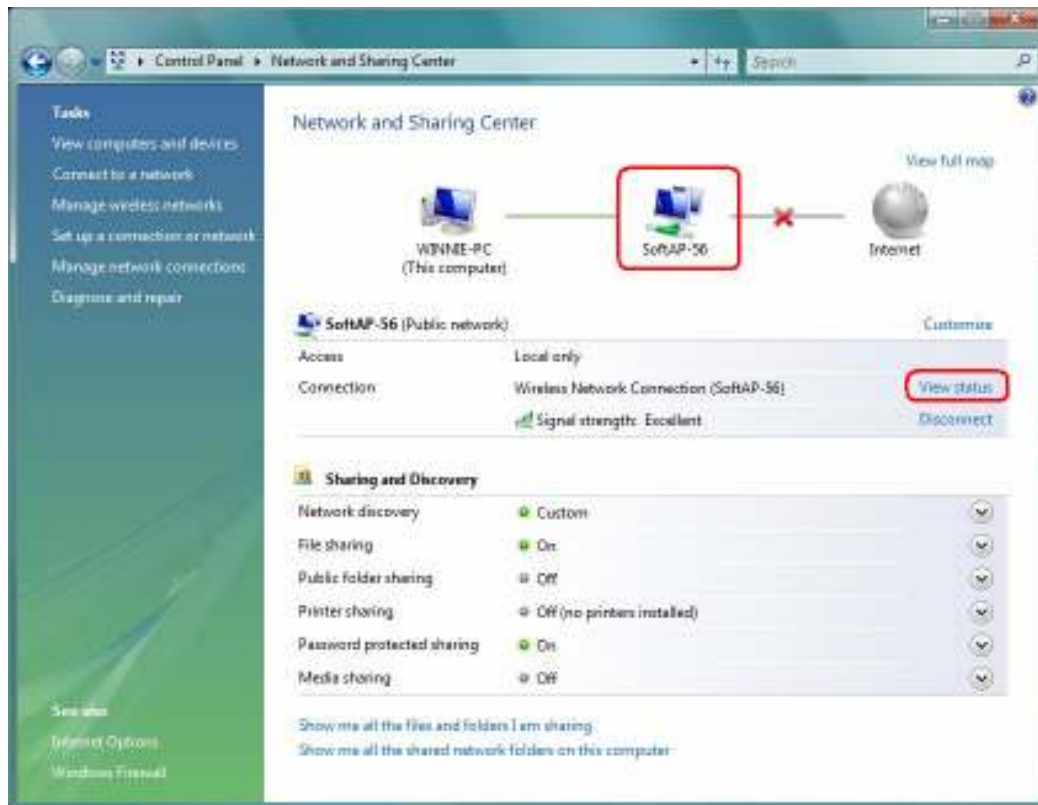 Control Panel ▸ Network and Sharing Center
Search
Tasks
View computers and devices
Connect to a network
Manage wireless networks
Set up a connection or network
Manage network connections
Diagnose and repair
See also
Internet Options
Windows Firewall
Network and Sharing Center
View full map
WINNIE-PC
(This computer)
SoftAP-56
Internet
SoftAP-56 (Public network)
Customize
Access
Local only
Connection
Wireless Network Connection (SoftAP-56)
View status
Signal strength: Excellent
Disconnect
Sharing and Discovery
Network discovery
Custom
File sharing
On
Public folder sharing
Off
Printer sharing
Off (no printers installed)
Password protected sharing
On
Media sharing
Off
Show me all the files and folders I am sharing
Show me all the shared network folders on this computer